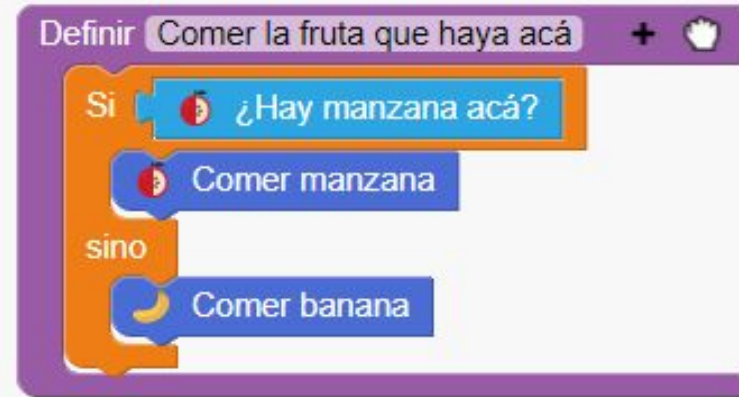 Definir Comer la fruta que haya acá +
Si ¿Hay manzana acá?
Comer manzana
sino
Comer banana